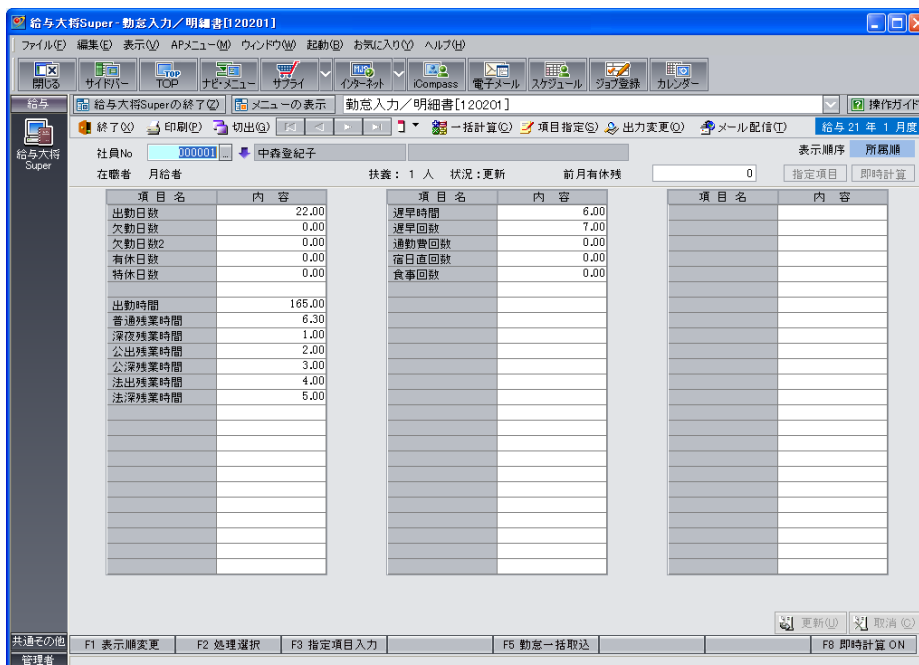 給与大将Super - 勤怠入力／明細書[120201]
ファイル(F) 編集(E) 表示(V) APメニュー(M) ウィンドウ(W) 起動(B) お気に入り(Y) ヘルプ(H)
閉じる サイドバー TOP ナビ・メニュー サプライ インターネット iCompass 電子メール スケジュール ジョブ登録 カレンダー
給与 給与大将Superの終了(Z) メニューの表示 勤怠入力／明細書[120201] 操作ガイド
終了(X) 印刷(P) 切出(G) 一括計算(C) 項目指定(S) 出力変更(O) メール配信(T) 給与 21 年 1 月度
給与大将
Super
社員No 000001 ... 中森登紀子 表示順序 所属順
在職者 月給者 扶養： 1 人 状況：更新 前月有休残 0 指定項目 即時計算
項 目 名 内 容 項 目 名 内 容 項 目 名 内 容
出勤日数 22.00 遅早時間 6.00
欠勤日数 0.00 遅早回数 7.00
欠勤日数2 0.00 通勤費回数 0.00
有休日数 0.00 宿日直回数 0.00
特休日数 0.00 食事回数 0.00
出勤時間 165.00
普通残業時間 6.30
深夜残業時間 1.00
公出残業時間 2.00
公深残業時間 3.00
法出残業時間 4.00
法深残業時間 5.00
更新(U) 取消(C)
共通その他 F1 表示順変更 F2 処理選択 F3 指定項目入力 F5 勤怠一括取込 F8 即時計算 ON
管理者